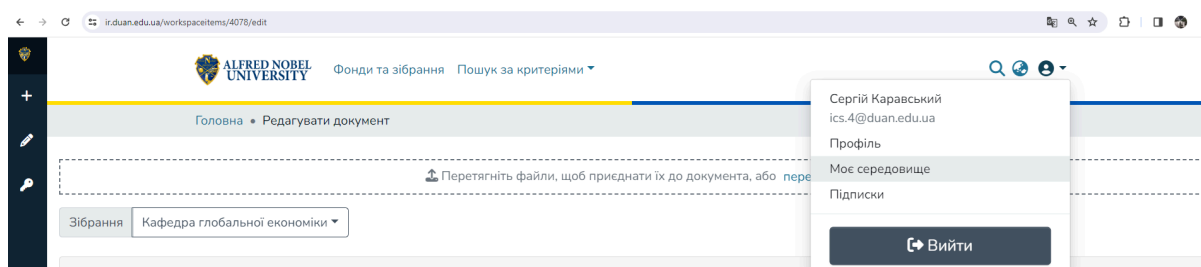 ir.duan.edu.ua/workspaceitems/4078/edit
ALFRED NOBEL
UNIVERSITY
Фонди та зібрання Пошук за критеріями
Сергій Каравський
ics.4@duan.edu.ua
Головна • Редагувати документ
Профіль
Моє середовище
Перетягніть файли, щоб приєднати їх до документа, або пере
Підписки
Зібрання Кафедра глобальної економіки
Вийти